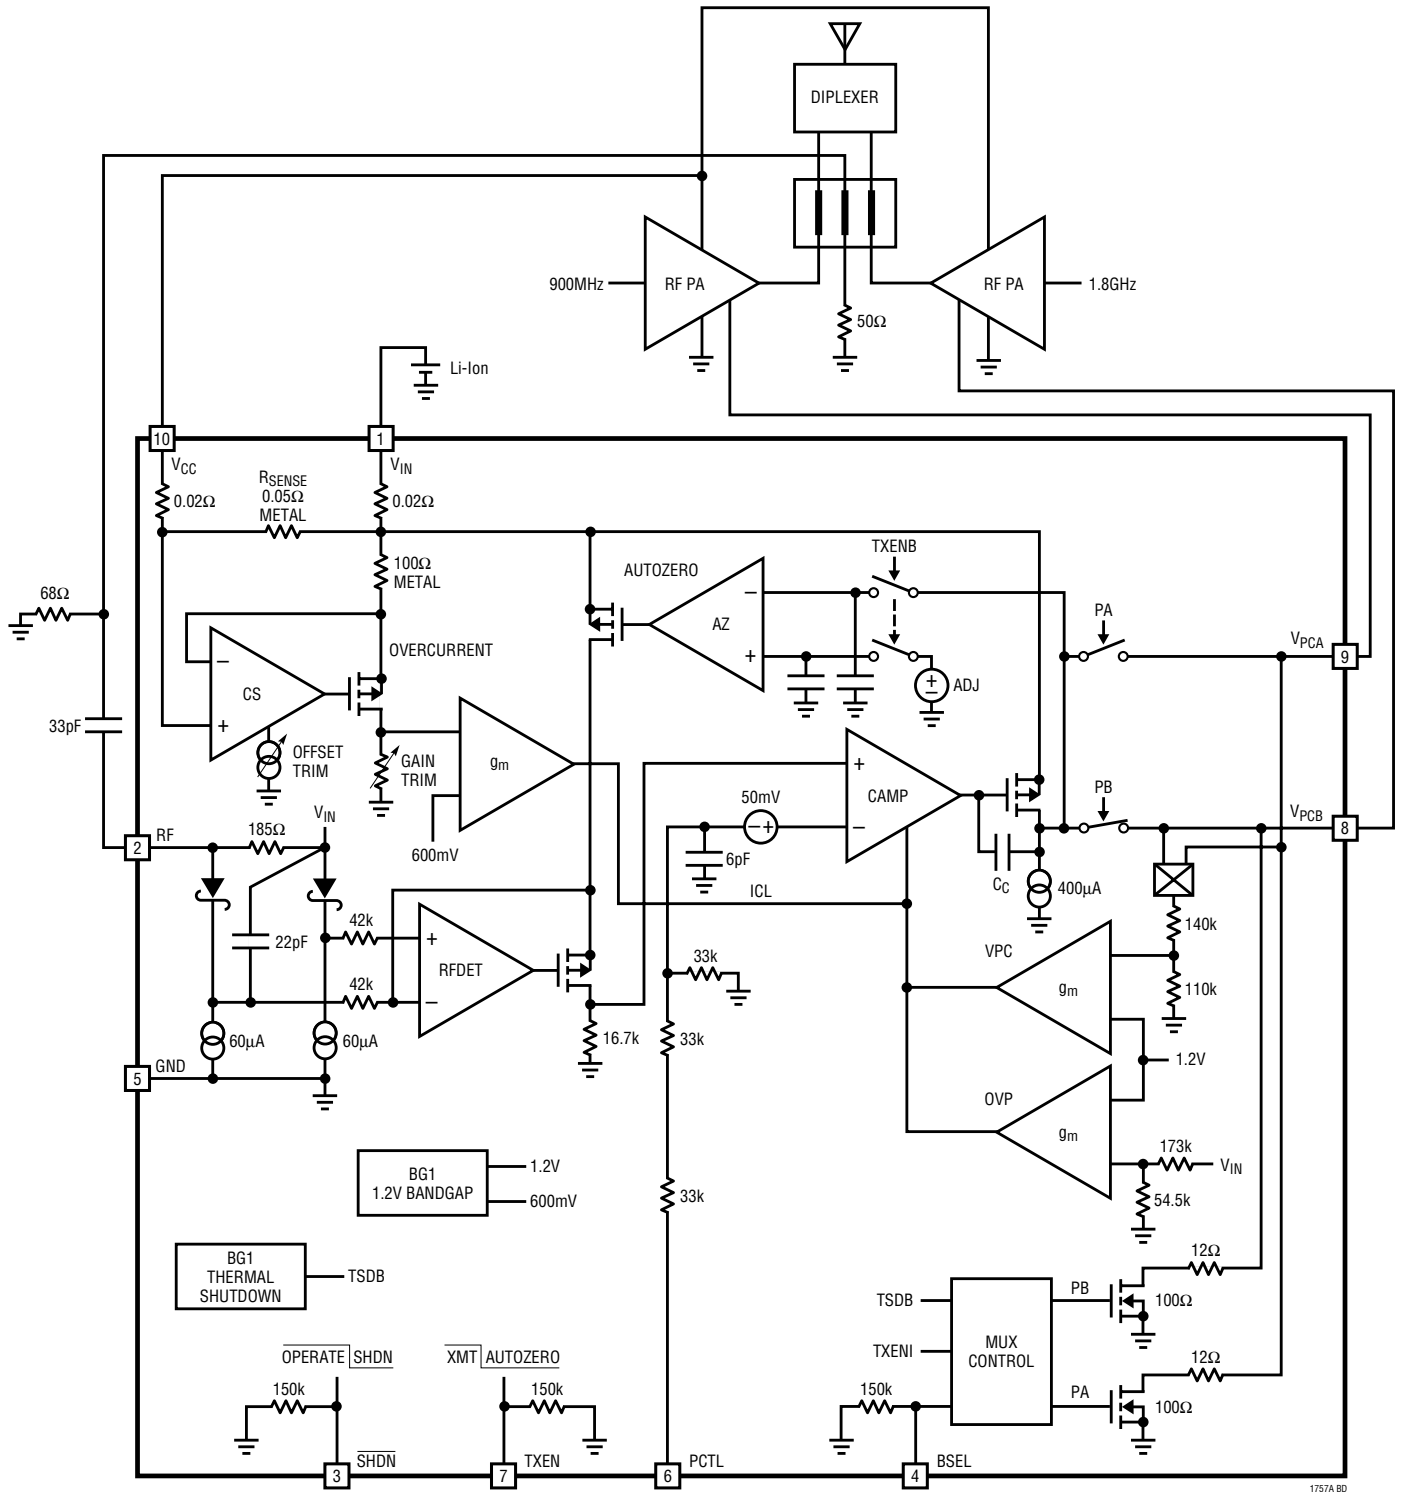 DIPLEXER
900MHz
RF PA
RF PA
1.8GHz
50Ω
Li-Ion
10
1
VCC
VIN
0.02Ω
RSENSE
0.05Ω
METAL
0.02Ω
100Ω
METAL
AUTOZERO
TXENB
68Ω
AZ
−
+
PA
VPCA
9
OVERCURRENT
CS
−
+
ADJ
+
−
33pF
OFFSET
TRIM
GAIN
TRIM
gm
600mV
CAMP
+
−
50mV
−+
PB
VPCB
8
VIN
2
RF
185Ω
6pF
CC
400µA
ICL
22pF
42k
42k
RFDET
+
−
VPC
gm
140k
110k
33k
33k
16.7k
60µA
60µA
GND
5
1.2V
OVP
gm
173k
VIN
54.5k
BG1
1.2V BANDGAP
1.2V
600mV
33k
BG1
THERMAL
SHUTDOWN
TSDB
12Ω
PB
100Ω
TSDB
TXENI
MUX
CONTROL
12Ω
PA
100Ω
OPERATE SHDN
XMT AUTOZERO
150k
150k
150k
3
SHDN
7
TXEN
6
PCTL
4
BSEL
1757A BD